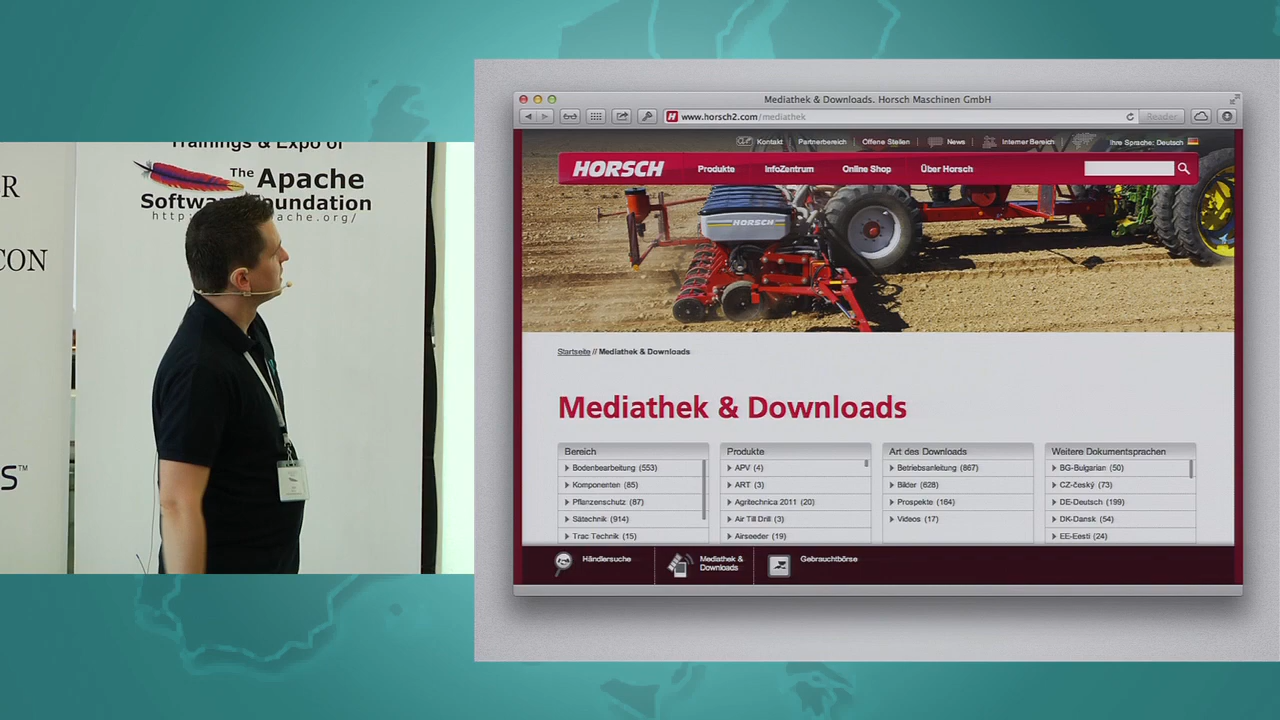 Trainings & Expo of
The Apache
Software Foundation
R
CON
S™
Mediathek & Downloads. Horsch Maschinen GmbH
www.horsch2.com/mediathek
Reader
Kontakt
Partnerbereich
Offene Stellen
News
Interner Bereich
Ihre Sprache: Deutsch
HORSCH
Produkte
InfoZentrum
Online Shop
Über Horsch
HORSCH
Startseite // Mediathek & Downloads
Mediathek & Downloads
Bereich
Bodenbearbeitung (553)
Komponenten (85)
Pflanzenschutz (87)
Sätechnik (914)
Trac Technik (15)
Produkte
APV (4)
ART (3)
Agritechnica 2011 (20)
Air Till Drill (3)
Airseeder (19)
Art des Downloads
Betriebsanleitung (867)
Bilder (628)
Prospekte (164)
Videos (17)
Weitere Dokumentsprachen
BG-Bulgarian (50)
CZ-český (73)
DE-Deutsch (199)
DK-Dansk (54)
EE-Eesti (24)
Händlersuche
Mediathek &
Downloads
Gebrauchtbörse